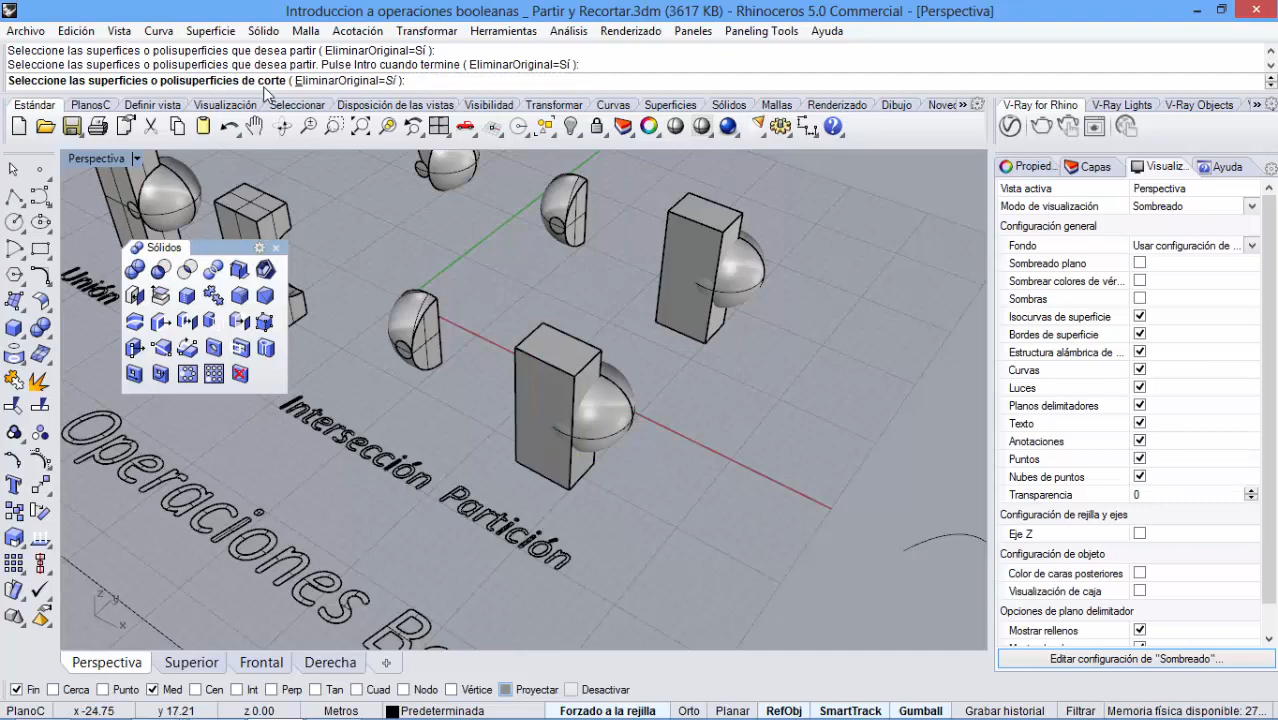 Introduccion a operaciones booleanas _ Partir y Recortar.3dm (3617 KB) - Rhinoceros 5.0 Commercial - [Perspectiva]
Archivo Edición Vista Curva Superficie Sólido Malla Acotación Transformar Herramientas Análisis Renderizado Paneles Paneling Tools Ayuda
Seleccione las superfices o polisuperficies que desea partir ( EliminarOriginal=Sí ):
Seleccione las superfices o polisuperficies que desea partir. Pulse Intro cuando termine ( EliminarOriginal=Sí ):
Seleccione las superficies o polisuperficies de corte ( EliminarOriginal=Sí ):
Estándar PlanosC Definir vista Visualización Seleccionar Disposición de las vistas Visibilidad Transformar Curvas Superficies Sólidos Mallas Renderizado Dibujo Noved
V-Ray for Rhino V-Ray Lights V-Ray Objects
Perspectiva
Propied... Capas Visualiz... Ayuda
Vista activa Perspectiva
Modo de visualización Sombreado
Configuración general
Fondo Usar configuración de ...
Sombreado plano
Sombrear colores de vér...
Sombras
Isocurvas de superficie
Bordes de superficie
Estructura alámbrica de ...
Curvas
Luces
Planos delimitadores
Texto
Anotaciones
Puntos
Nubes de puntos
Transparencia 0
Configuración de rejilla y ejes
Eje Z
Configuración de objeto
Color de caras posteriores
Visualización de caja
Opciones de plano delimitador
Mostrar rellenos
Editar configuración de "Sombreado"...
Sólidos
Unión
Intersección Partición
Operaciones Bo
z y
x
Perspectiva Superior Frontal Derecha
Fin Cerca Punto Med Cen Int Perp Tan Cuad Nodo Vértice Proyectar Desactivar
PlanoC x -24.75 y 17.21 z 0.00 Metros Predeterminada Forzado a la rejilla Orto Planar RefObj SmartTrack Gumball Grabar historial Filtrar Memoria física disponible: 27...